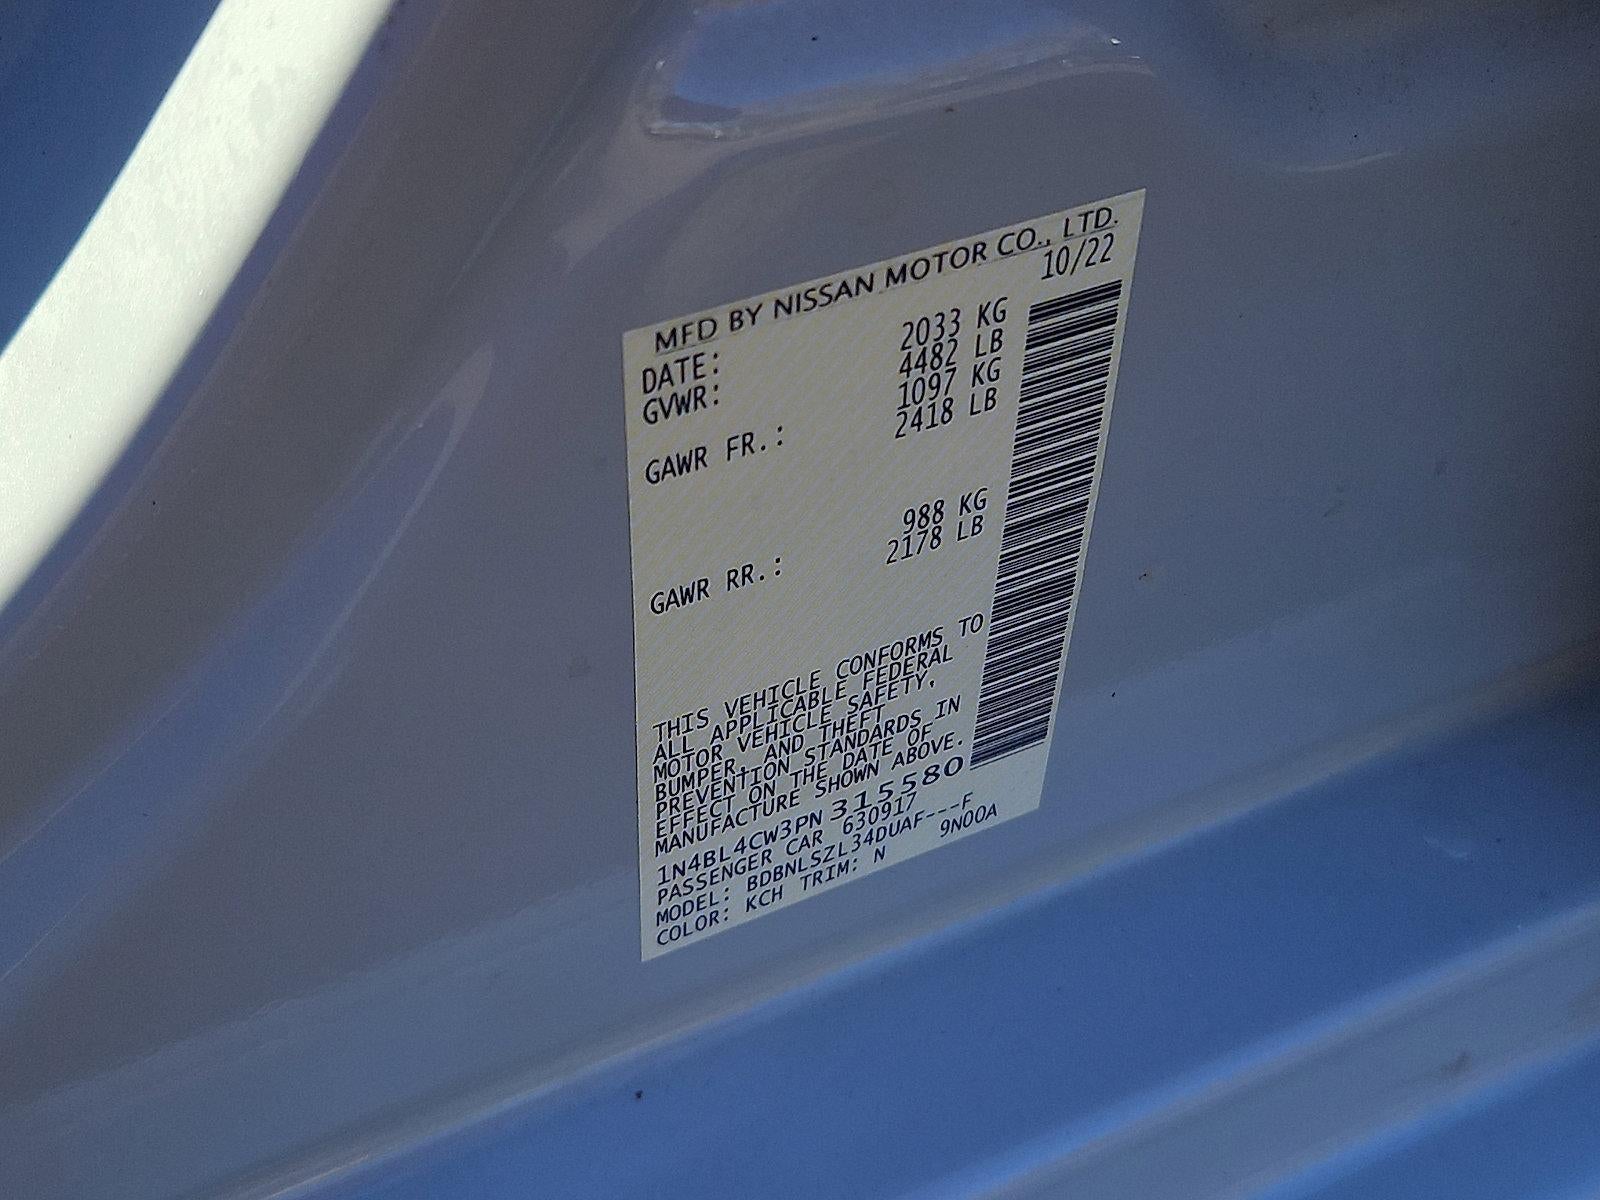 MFD BY NISSAN MOTOR CO., LTD.
DATE: 10/22
GVWR: 2033 KG
4482 LB
GAWR FR.: 1097 KG
2418 LB
GAWR RR.: 988 KG
2178 LB
THIS VEHICLE CONFORMS TO
ALL APPLICABLE FEDERAL
MOTOR VEHICLE SAFETY,
BUMPER, AND THEFT
PREVENTION STANDARDS IN
EFFECT ON THE DATE OF
MANUFACTURE SHOWN ABOVE.
1N4BL4CW3PN315580
PASSENGER CAR 630917
MODEL: BDBNLSZL34DUAF---F
COLOR: KCH TRIM: N 9N00A